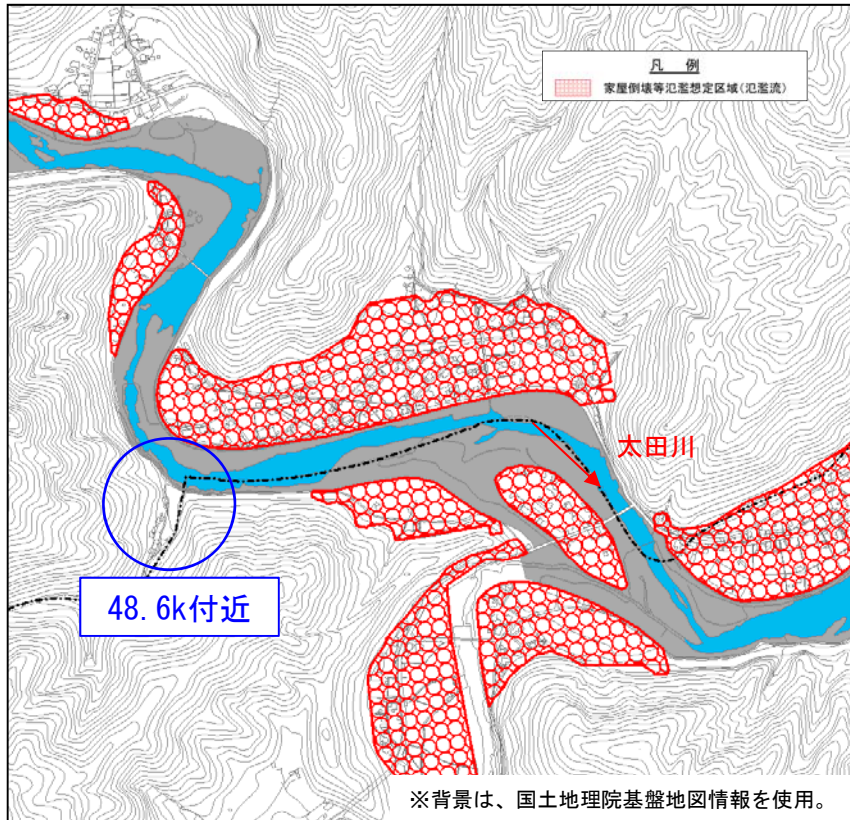 凡 例
家屋倒壊等氾濫想定区域(氾濫流)
太田川
48.6k付近
※背景は、国土地理院基盤地図情報を使用。